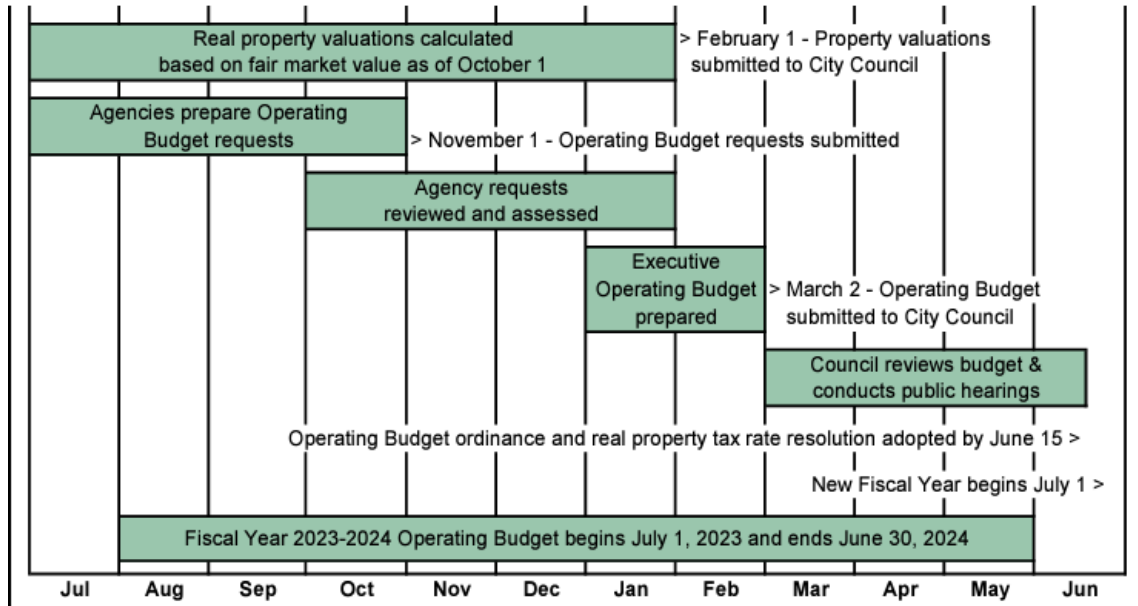 Real property valuations calculated
based on fair market value as of October 1
> February 1 - Property valuations
submitted to City Council
Agencies prepare Operating
Budget requests
> November 1 - Operating Budget requests submitted
Agency requests
reviewed and assessed
Executive
Operating Budget
prepared
> March 2 - Operating Budget
submitted to City Council
Council reviews budget &
conducts public hearings
Operating Budget ordinance and real property tax rate resolution adopted by June 15 >
New Fiscal Year begins July 1 >
Fiscal Year 2023-2024 Operating Budget begins July 1, 2023 and ends June 30, 2024
Jul Aug Sep Oct Nov Dec Jan Feb Mar Apr May Jun